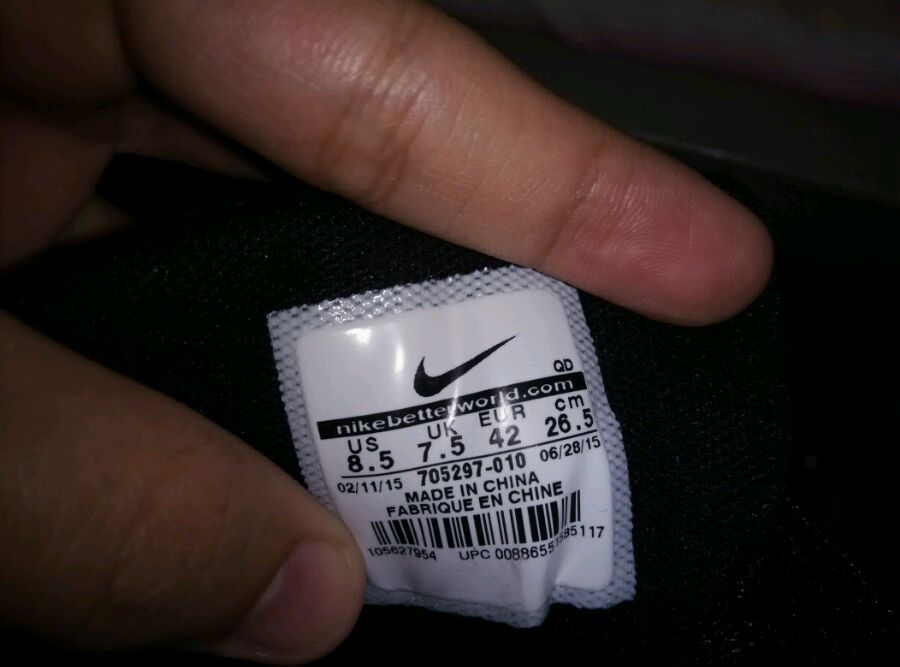 QD
nikebetterworld.com
US UK EUR cm
8.5 7.5 42 26.5
02/11/15 705297-010 06/28/15
MADE IN CHINA
FABRIQUE EN CHINE
105627954 UPC